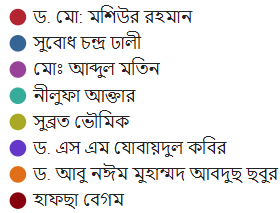 ড. মো: মশিউর রহমান
সুবোধ চন্দ্র ঢালী
মোঃ আব্দুল মতিন
নীলুফা আক্তার
সুব্রত ভৌমিক
ড. এস এম যোবায়দুল কবির
ড. আবু নঈম মুহাম্মদ আবদুছ ছবুর
হাফছা বেগম